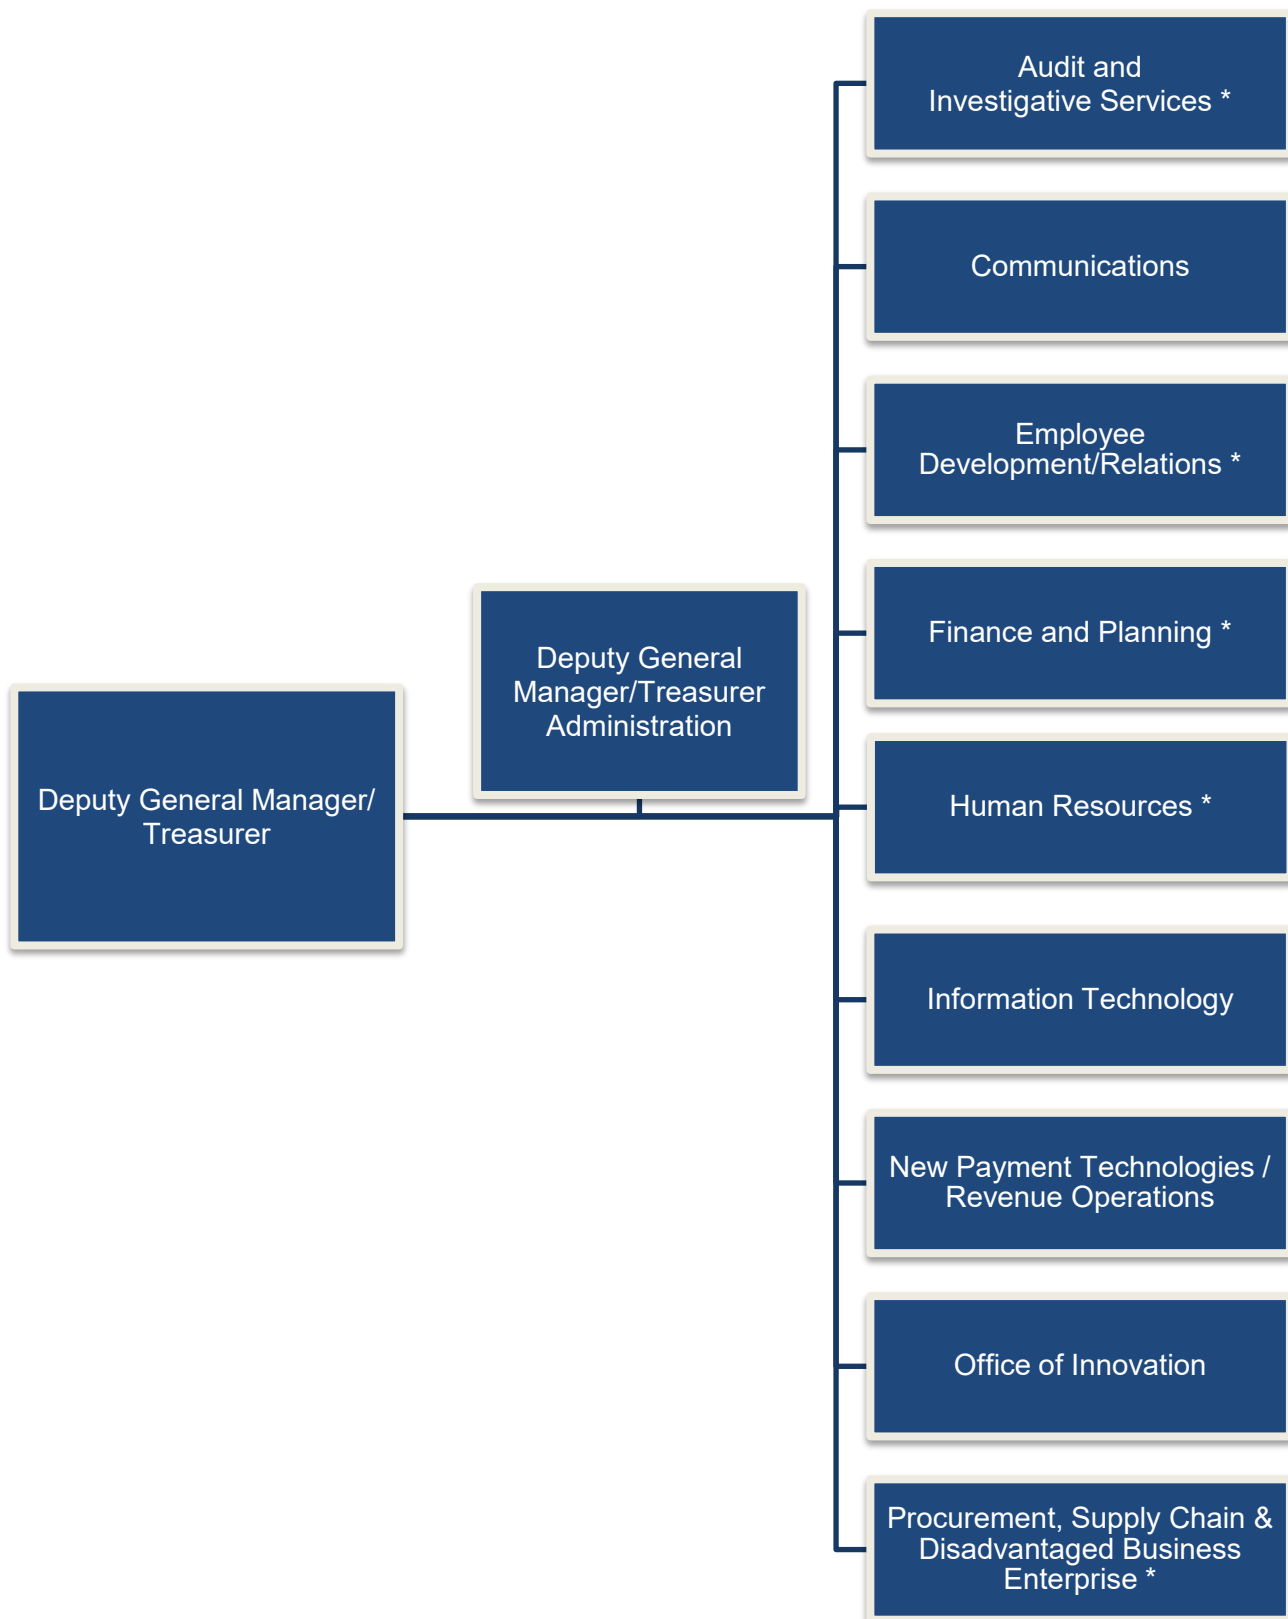 Audit and
Investigative Services *
Communications
Employee
Development/Relations *
Finance and Planning *
Deputy General
Manager/Treasurer
Administration
Deputy General Manager/
Treasurer
Human Resources *
Information Technology
New Payment Technologies /
Revenue Operations
Office of Innovation
Procurement, Supply Chain &
Disadvantaged Business
Enterprise *